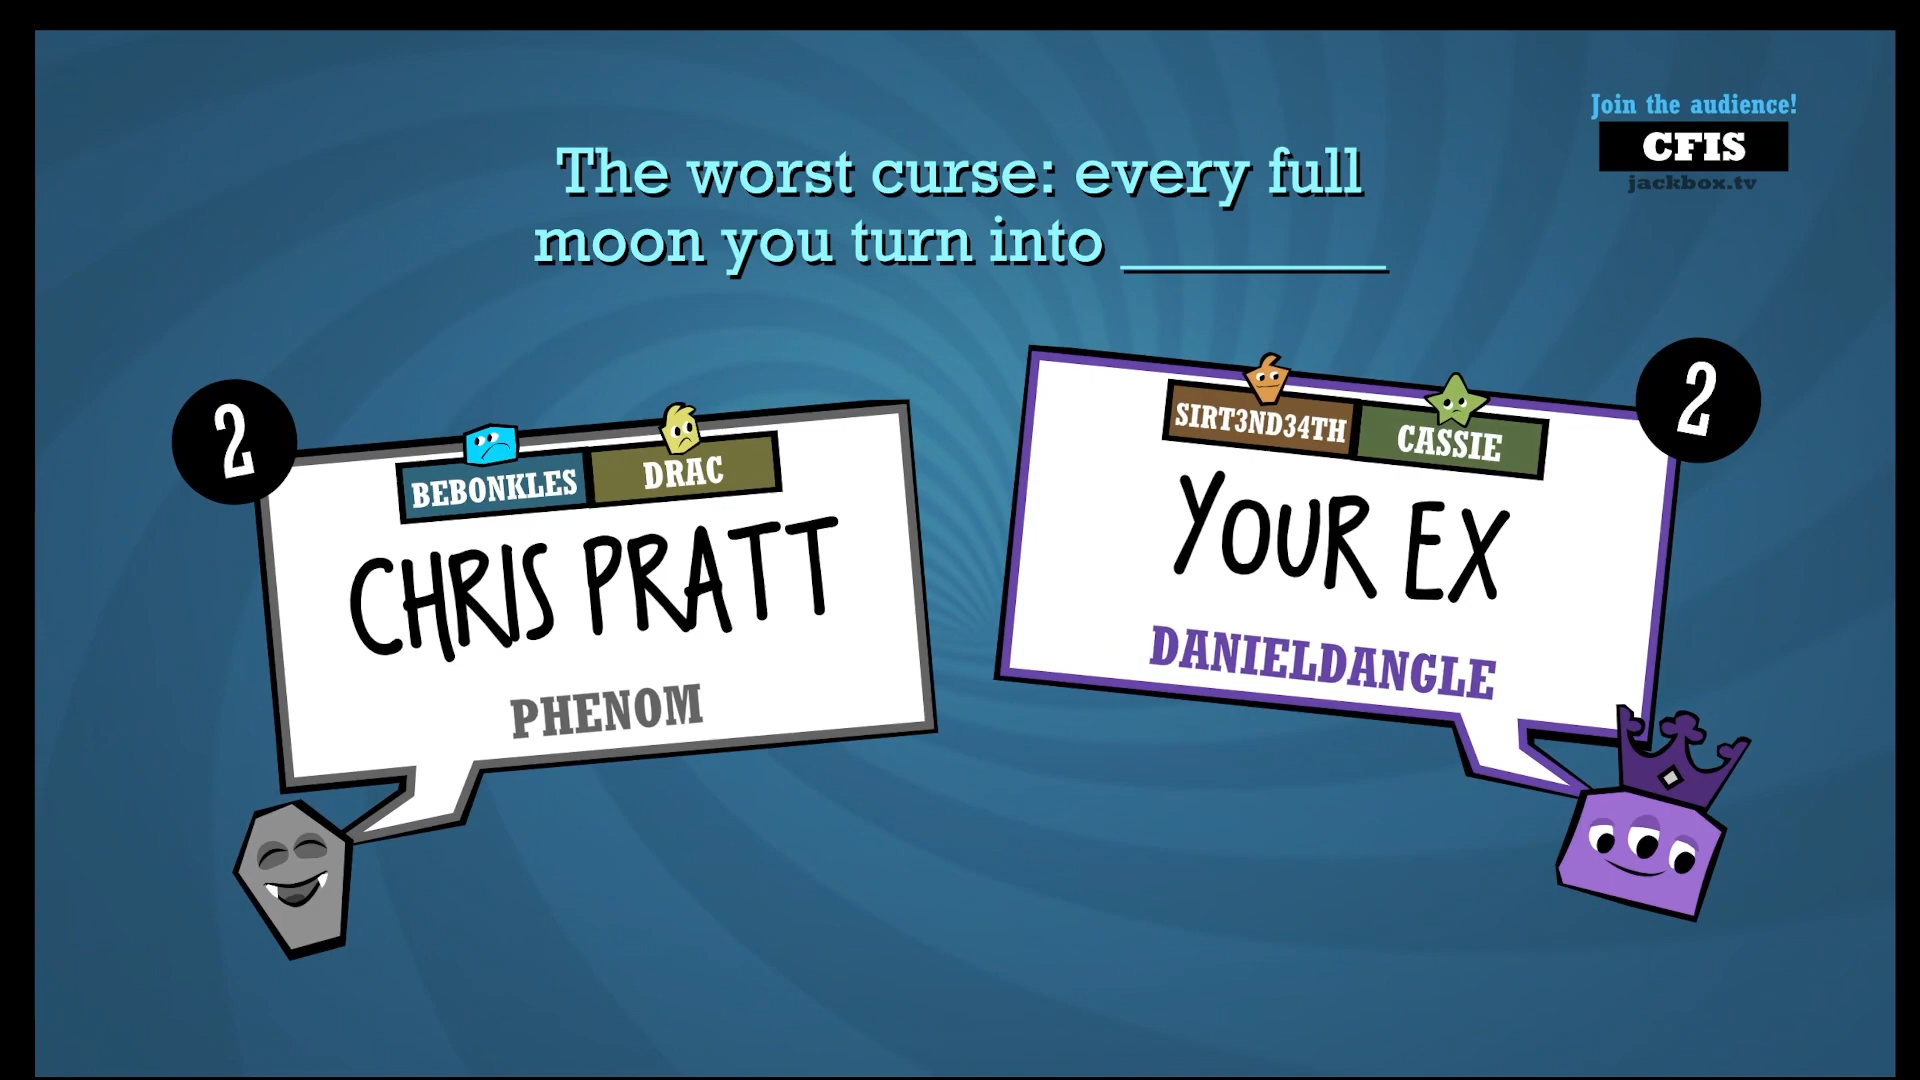 Join the audience!
CFIS
jackbox.tv
The worst curse: every full
moon you turn into ________
2
BEBONKLES
DRAC
CHRIS PRATT
PHENOM
2
SIRT3ND34TH
CASSIE
YOUR EX
DANIELDANGLE